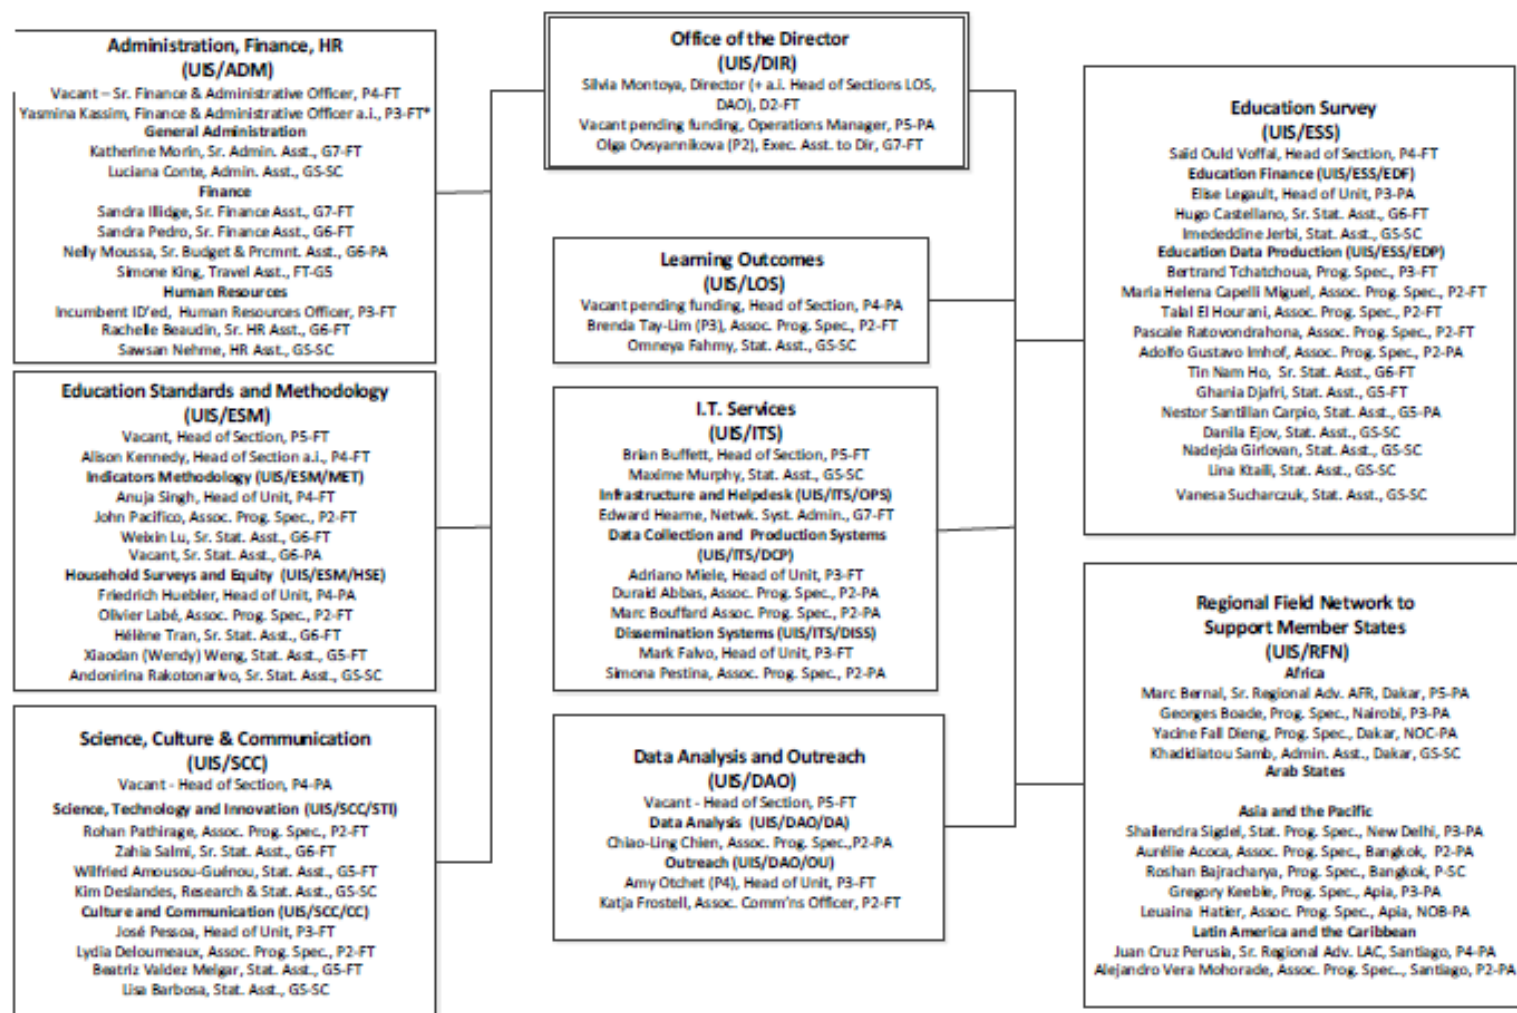 Administration, Finance, HR
(UIS/ADM)
Vacant – Sr. Finance & Administrative Officer, P4-FT
Yasmina Kassim, Finance & Administrative Officer a.i., P3-FT*
General Administration
Katherine Morin, Sr. Admin. Asst., G7-FT
Luciana Conte, Admin. Asst., GS-SC
Finance
Sandra Illidge, Sr. Finance Asst., G7-FT
Sandra Pedro, Sr. Finance Asst., G6-FT
Nelly Moussa, Sr. Budget & Prcmnt. Asst., G6-PA
Simone King, Travel Asst., FT-G5
Human Resources
Incumbent ID'ed, Human Resources Officer, P3-FT
Rachelle Beaudin, Sr. HR Asst., G6-FT
Sawsan Nehme, HR Asst., GS-SC
Education Standards and Methodology
(UIS/ESM)
Vacant, Head of Section, P5-FT
Alison Kennedy, Head of Section a.i., P4-FT
Indicators Methodology (UIS/ESM/MET)
Anuja Singh, Head of Unit, P4-FT
John Pacifico, Assoc. Prog. Spec., P2-FT
Weixin Lu, Sr. Stat. Asst., G6-FT
Vacant, Sr. Stat. Asst., G6-PA
Household Surveys and Equity (UIS/ESM/HSE)
Friedrich Huebler, Head of Unit, P4-PA
Olivier Labé, Assoc. Prog. Spec., P2-FT
Hélène Tran, Sr. Stat. Asst., G6-FT
Xiaodan (Wendy) Weng, Stat. Asst., G5-FT
Andonirina Rakotonarivo, Sr. Stat. Asst., GS-SC
Science, Culture & Communication
(UIS/SCC)
Vacant - Head of Section, P4-PA
Science, Technology and Innovation (UIS/SCC/STI)
Rohan Pathirage, Assoc. Prog. Spec., P2-FT
Zahia Salmi, Sr. Stat. Asst., G6-FT
Wilfried Amousou-Guénou, Stat. Asst., G5-FT
Kim Deslandes, Research & Stat. Asst., GS-SC
Culture and Communication (UIS/SCC/CC)
José Pessoa, Head of Unit, P3-FT
Lydia Deloumeaux, Assoc. Prog. Spec., P2-FT
Beatriz Valdez Melgar, Stat. Asst., G5-FT
Lisa Barbosa, Stat. Asst., GS-SC
Office of the Director
(UIS/DIR)
Silvia Montoya, Director (+ a.i. Head of Sections LOS,
DAO), D2-FT
Vacant pending funding, Operations Manager, P5-PA
Olga Ovsyannikova (P2), Exec. Asst. to Dir, G7-FT
Learning Outcomes
(UIS/LOS)
Vacant pending funding, Head of Section, P4-PA
Brenda Tay-Lim (P3), Assoc. Prog. Spec., P2-FT
Omneya Fahmy, Stat. Asst., GS-SC
I.T. Services
(UIS/ITS)
Brian Buffett, Head of Section, P5-FT
Maxime Murphy, Stat. Asst., GS-SC
Infrastructure and Helpdesk (UIS/ITS/OPS)
Edward Hearne, Netwk. Syst. Admin., G7-FT
Data Collection and Production Systems
(UIS/ITS/DCP)
Adriano Miele, Head of Unit, P3-FT
Duraid Abbas, Assoc. Prog. Spec., P2-PA
Marc Bouffard Assoc. Prog. Spec., P2-PA
Dissemination Systems (UIS/ITS/DISS)
Mark Falvo, Head of Unit, P3-FT
Simona Pestina, Assoc. Prog. Spec., P2-PA
Data Analysis and Outreach
(UIS/DAO)
Vacant - Head of Section, P5-FT
Data Analysis (UIS/DAO/DA)
Chiao-Ling Chien, Assoc. Prog. Spec.,P2-PA
Outreach (UIS/DAO/OU)
Amy Otchet (P4), Head of Unit, P3-FT
Katja Frostell, Assoc. Comm'ns Officer, P2-FT
Education Survey
(UIS/ESS)
Saïd Ould Voffal, Head of Section, P4-FT
Education Finance (UIS/ESS/EDF)
Elise Legault, Head of Unit, P3-PA
Hugo Castellano, Sr. Stat. Asst., G6-FT
Imededdine Jerbi, Stat. Asst., GS-SC
Education Data Production (UIS/ESS/EDP)
Bertrand Tchatchoua, Prog. Spec., P3-FT
Maria Helena Capelli Miguel, Assoc. Prog. Spec., P2-FT
Talal El Hourani, Assoc. Prog. Spec., P2-FT
Pascale Ratovondrahona, Assoc. Prog. Spec., P2-FT
Adolfo Gustavo Imhof, Assoc. Prog. Spec., P2-PA
Tin Nam Ho, Sr. Stat. Asst., G6-FT
Ghania Djafri, Stat. Asst., G5-FT
Nestor Santillan Carpio, Stat. Asst., G5-PA
Danila Ejov, Stat. Asst., GS-SC
Nadejda Girlovan, Stat. Asst., GS-SC
Lina Ktaili, Stat. Asst., GS-SC
Vanesa Sucharczuk, Stat. Asst., GS-SC
Regional Field Network to
Support Member States
(UIS/RFN)
Africa
Marc Bernal, Sr. Regional Adv. AFR, Dakar, P5-PA
Georges Boade, Prog. Spec., Nairobi, P3-PA
Yacine Fall Dieng, Prog. Spec., Dakar, NOC-PA
Khadidiatou Samb, Admin. Asst., Dakar, GS-SC
Arab States
Asia and the Pacific
Shailendra Sigdel, Stat. Prog. Spec., New Delhi, P3-PA
Aurélie Acoca, Assoc. Prog. Spec., Bangkok, P2-PA
Roshan Bajracharya, Prog. Spec., Bangkok, P-SC
Gregory Keeble, Prog. Spec., Apia, P3-PA
Leuaina Hatier, Assoc. Prog. Spec., Apia, NOB-PA
Latin America and the Caribbean
Juan Cruz Perusia, Sr. Regional Adv. LAC, Santiago, P4-PA
Alejandro Vera Mohorade, Assoc. Prog. Spec.., Santiago, P2-PA